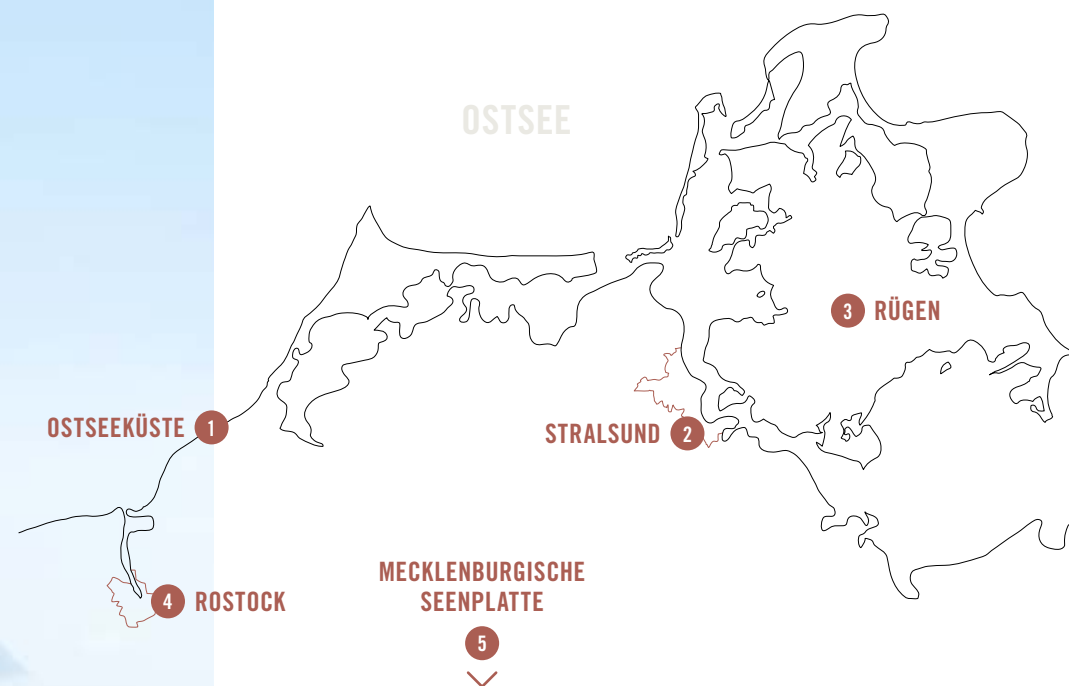 OSTSEE
3 RÜGEN
OSTSEEKÜSTE 1
STRALSUND 2
MECKLENBURGISCHE
SEENPLATTE
5
4 ROSTOCK